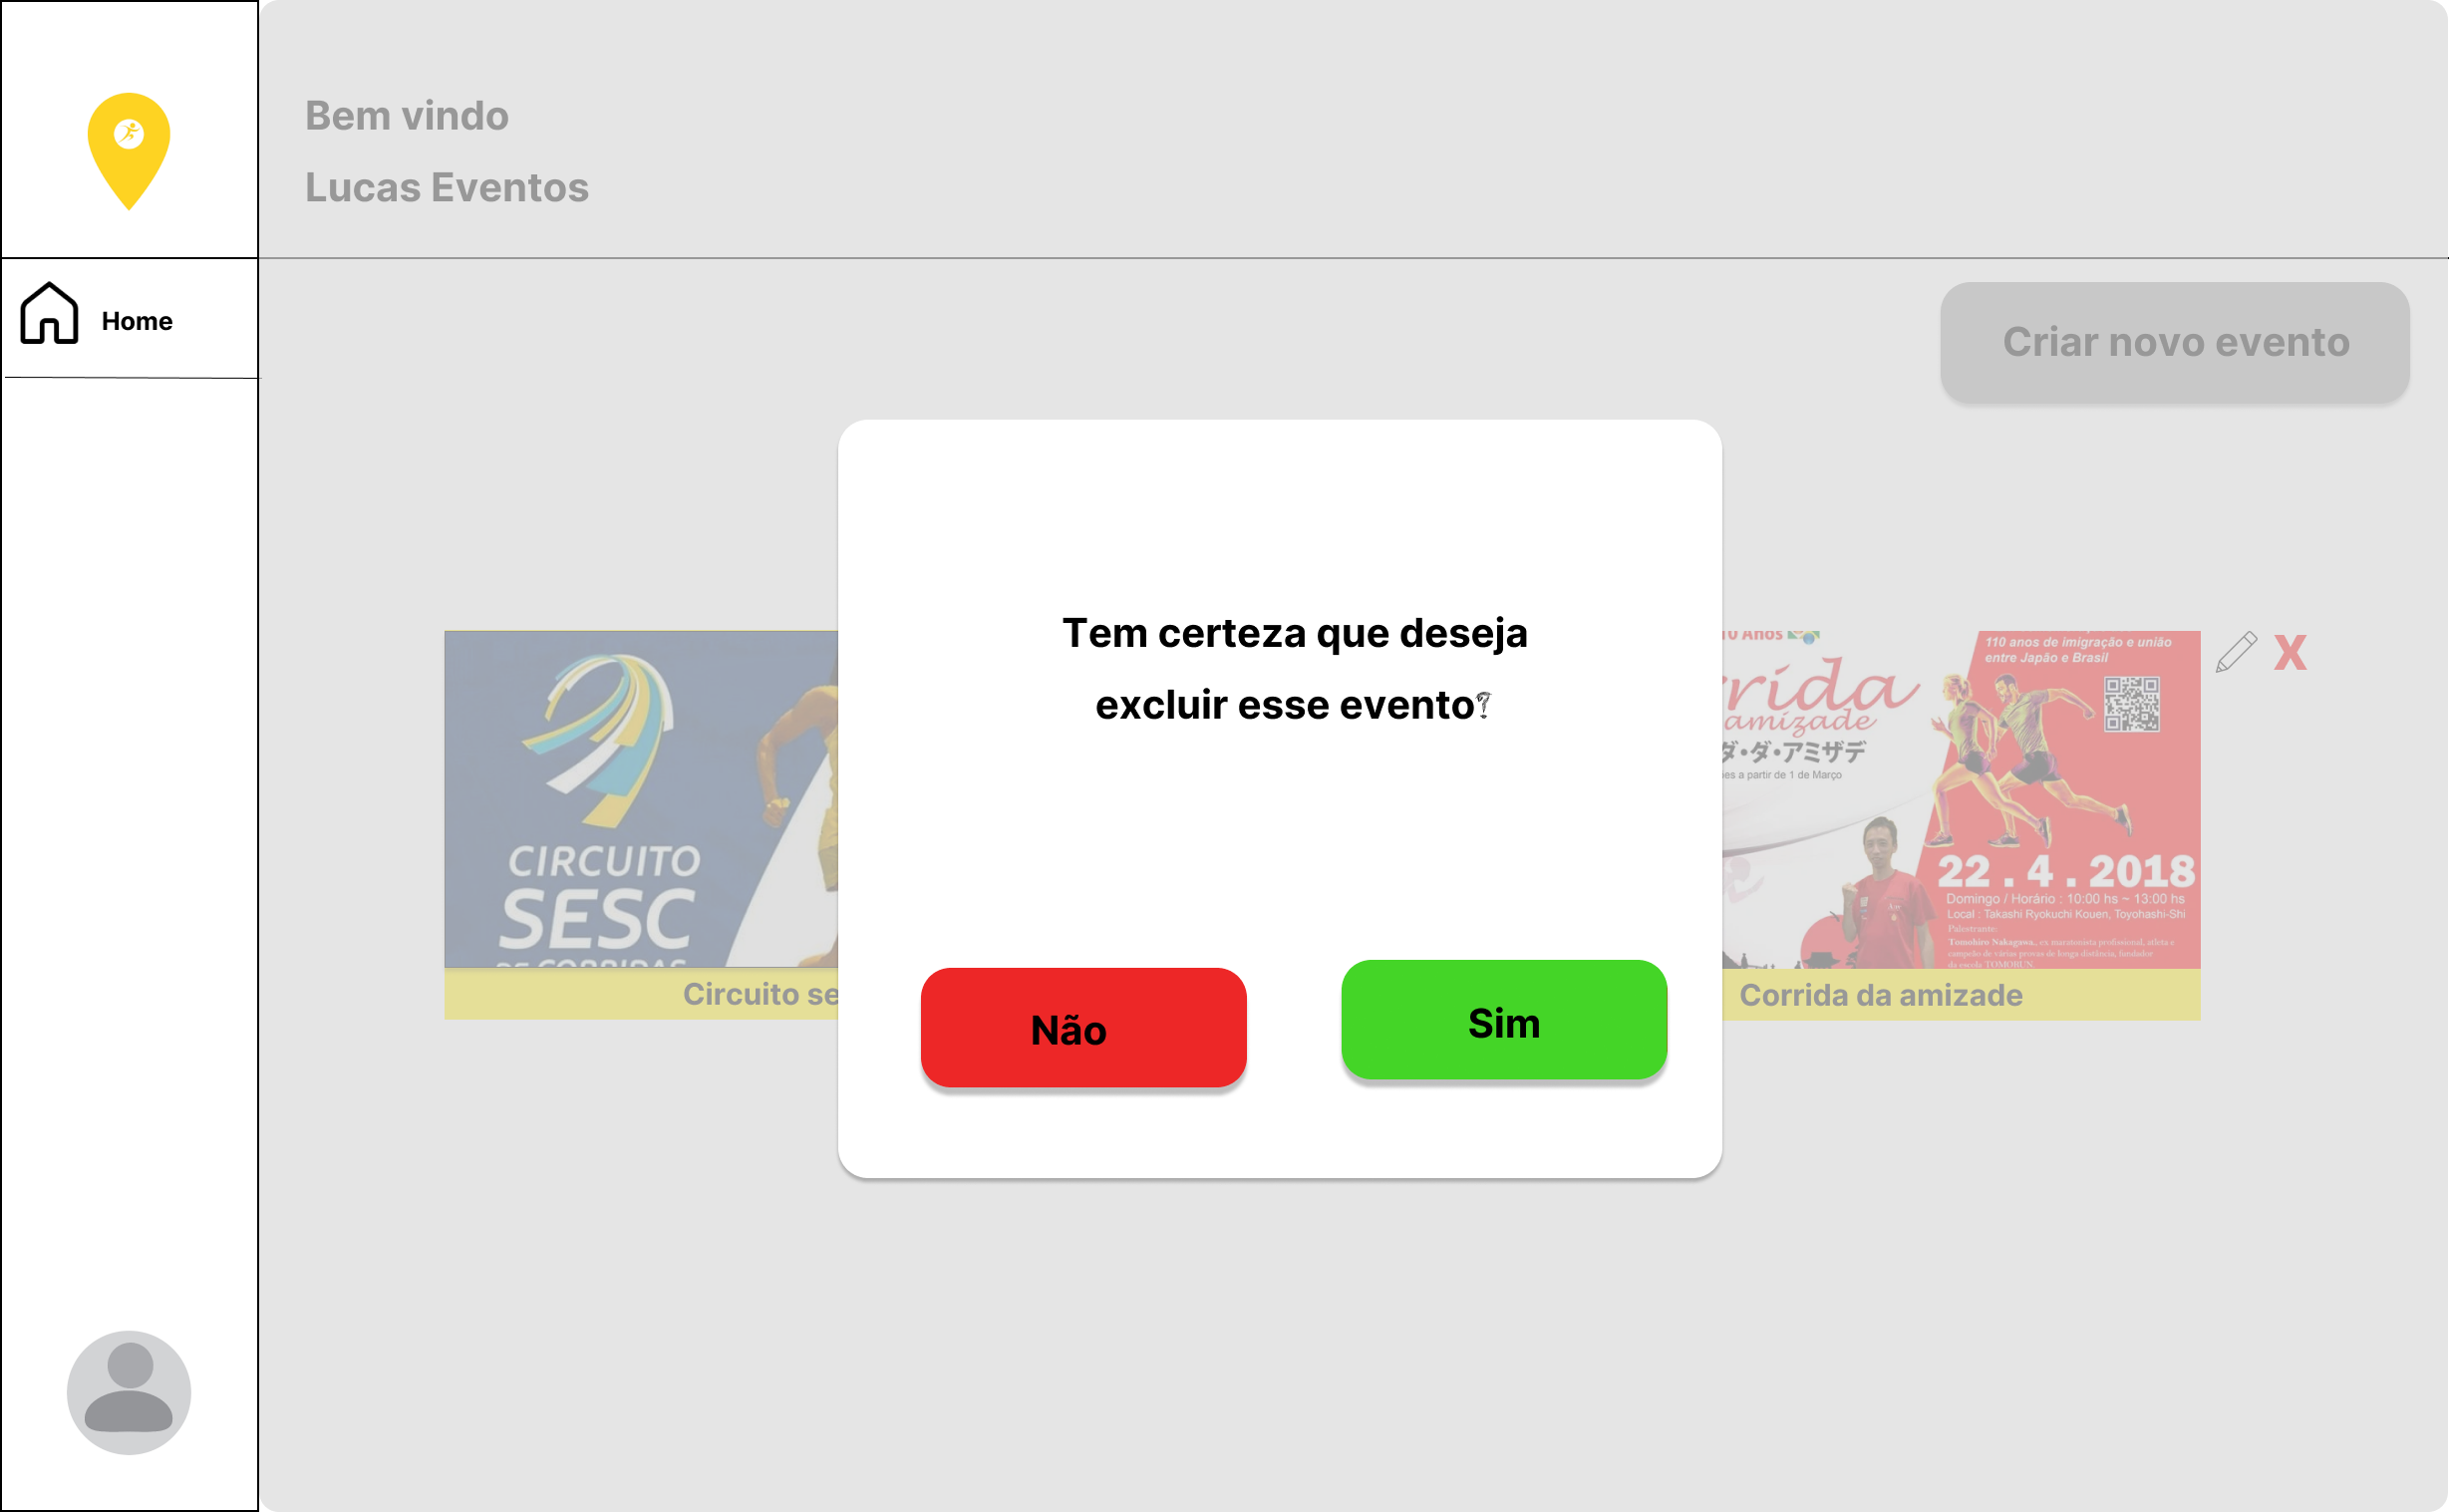 Bem vindo
Lucas Eventos
Home
Criar novo evento
Tem certeza que deseja
excluir esse evento?
Não
Sim
CIRCUITO
SESC
DE CORRIDAS
Circuito se
10 Anos
rrida
amizade
ダ・ダ・アミザデ
ões a partir de 1 de Março
110 anos de imigração e união
entre Japão e Brasil
22 . 4 . 2018
Domingo / Horário : 10:00 hs ~ 13:00 hs
Local : Takashi Ryokuchi Kouen, Toyohashi-Shi
Palestrante:
Tomohiro Nakagawa., ex maratonista profissional, atleta e
campeão de várias provas de longa distância, fundador
da escola TOMORUN.
Corrida da amizade
X